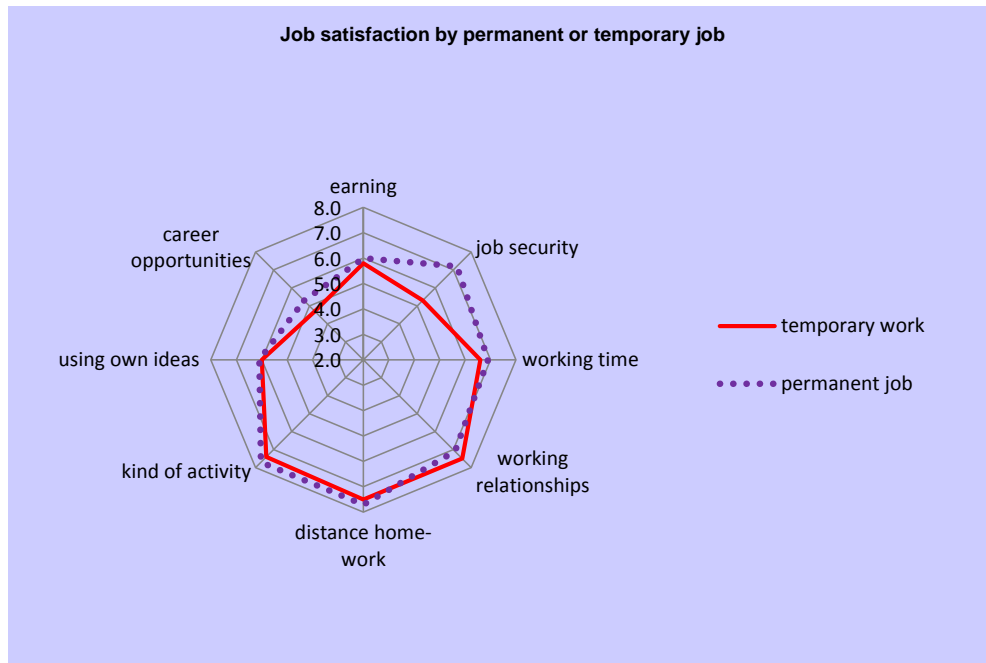 Job satisfaction by permanent or temporary job
earning
8.0
7.0
6.0
5.0
4.0
3.0
2.0
career
opportunities
job security
using own ideas
working time
kind of activity
working
relationships
distance home-
work
temporary work
permanent job